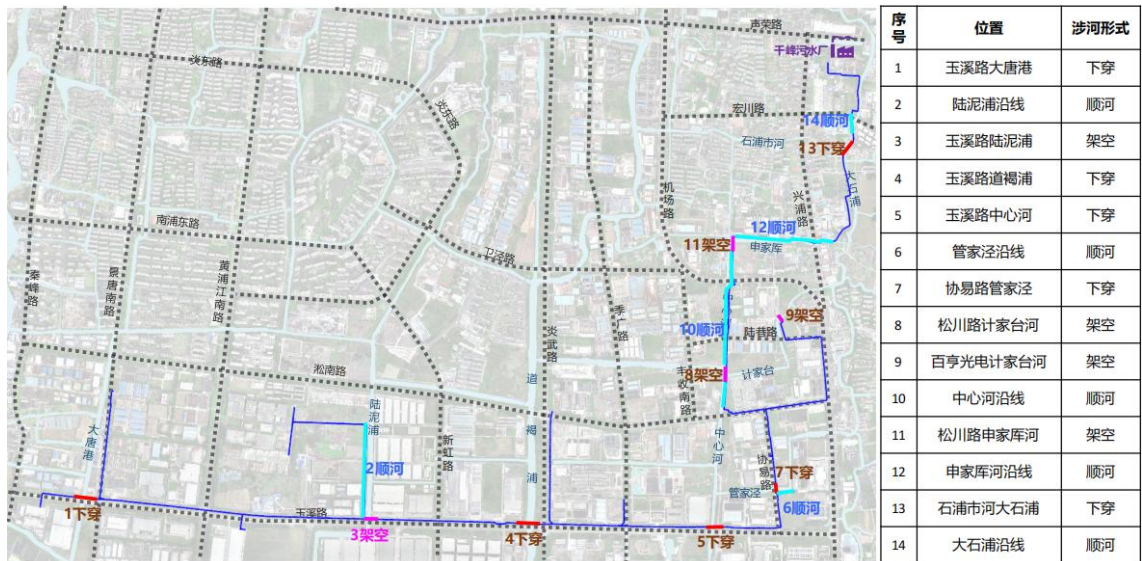 声荣路
千峰污水厂
炎东路
炎东路
宏川路
14顺河
石浦市河
13下穿
大石浦
机场路
兴浦路
南浦东路
12顺河
11架空
申家厍
卫泾路
秦峰路
景唐南路
黄浦江南路
季广路
炎武路
9架空
10顺河
陆巷路
淞南路
8架空
计家台
丰收南路
道褐浦
陆泥浦
大唐港
新虹路
中心河
协易路
2顺河
7下穿
管家泾
6顺河
1下穿
玉溪路
3架空
4下穿
5下穿
序号 位置 涉河形式
1 玉溪路大唐港 下穿
2 陆泥浦沿线 顺河
3 玉溪路陆泥浦 架空
4 玉溪路道褐浦 下穿
5 玉溪路中心河 下穿
6 管家泾沿线 顺河
7 协易路管家泾 下穿
8 松川路计家台河 架空
9 百亨光电计家台河 架空
10 中心河沿线 顺河
11 松川路申家厍河 架空
12 申家厍河沿线 顺河
13 石浦市河大石浦 下穿
14 大石浦沿线 顺河